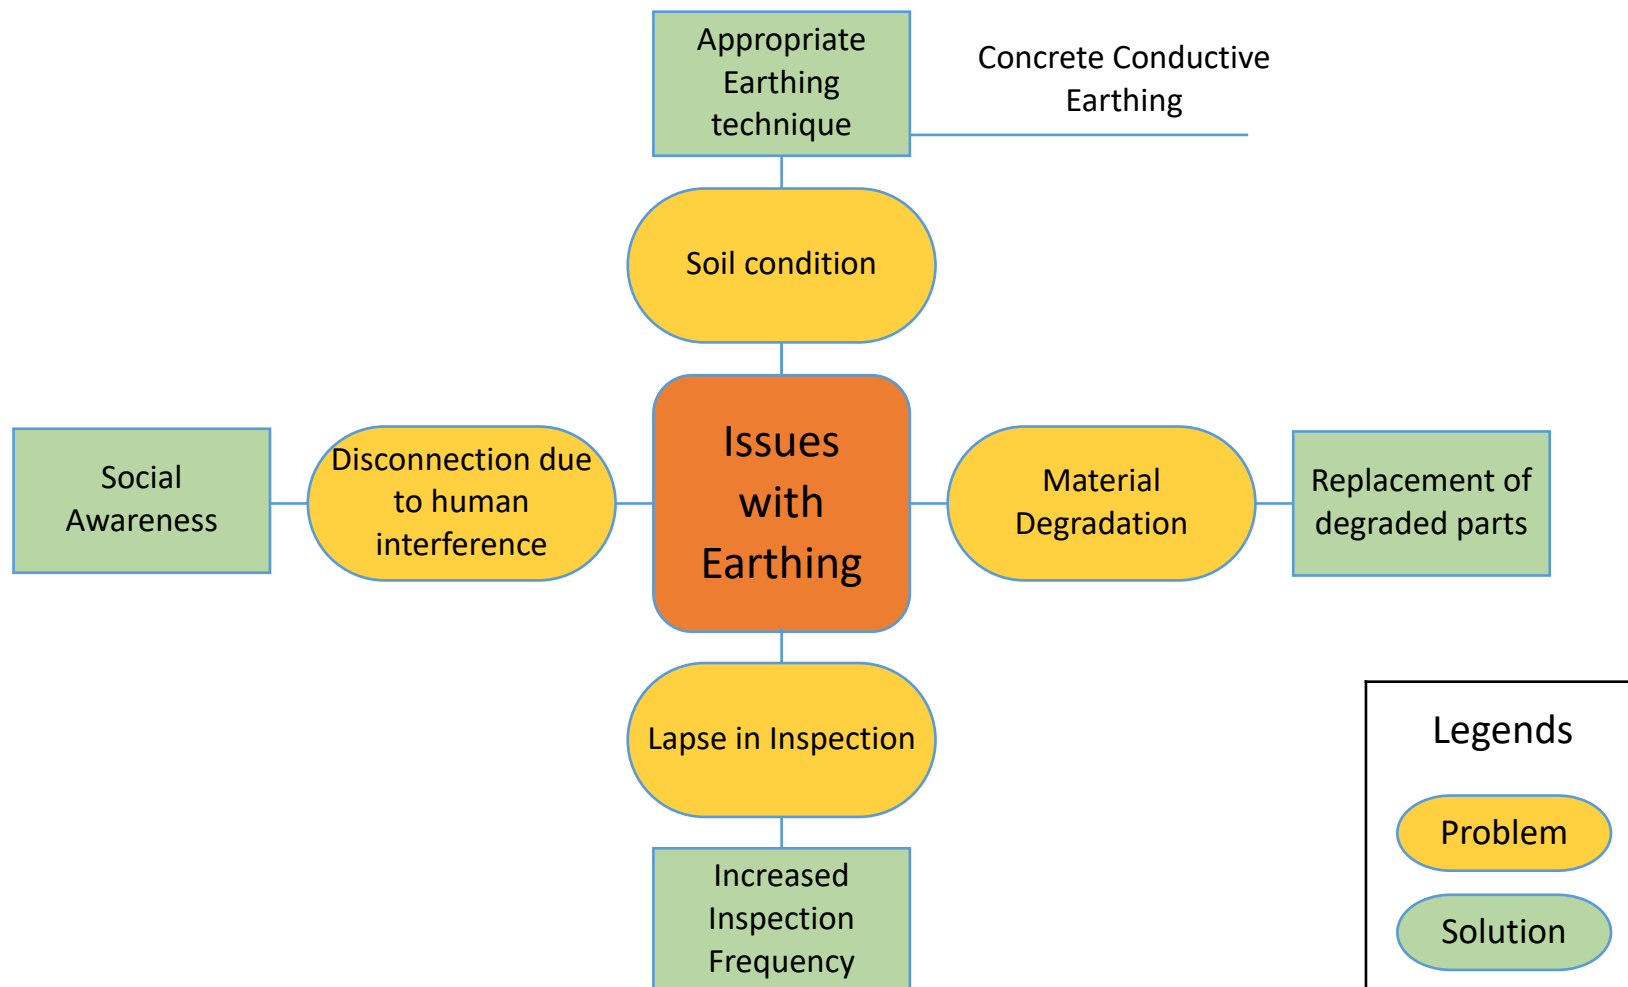 Appropriate
Earthing
technique
Concrete Conductive
Earthing
Soil condition
Social
Awareness
Disconnection due
to human
interference
Issues
with
Earthing
Material
Degradation
Replacement of
degraded parts
Lapse in Inspection
Increased
Inspection
Frequency
Legends
Problem
Solution